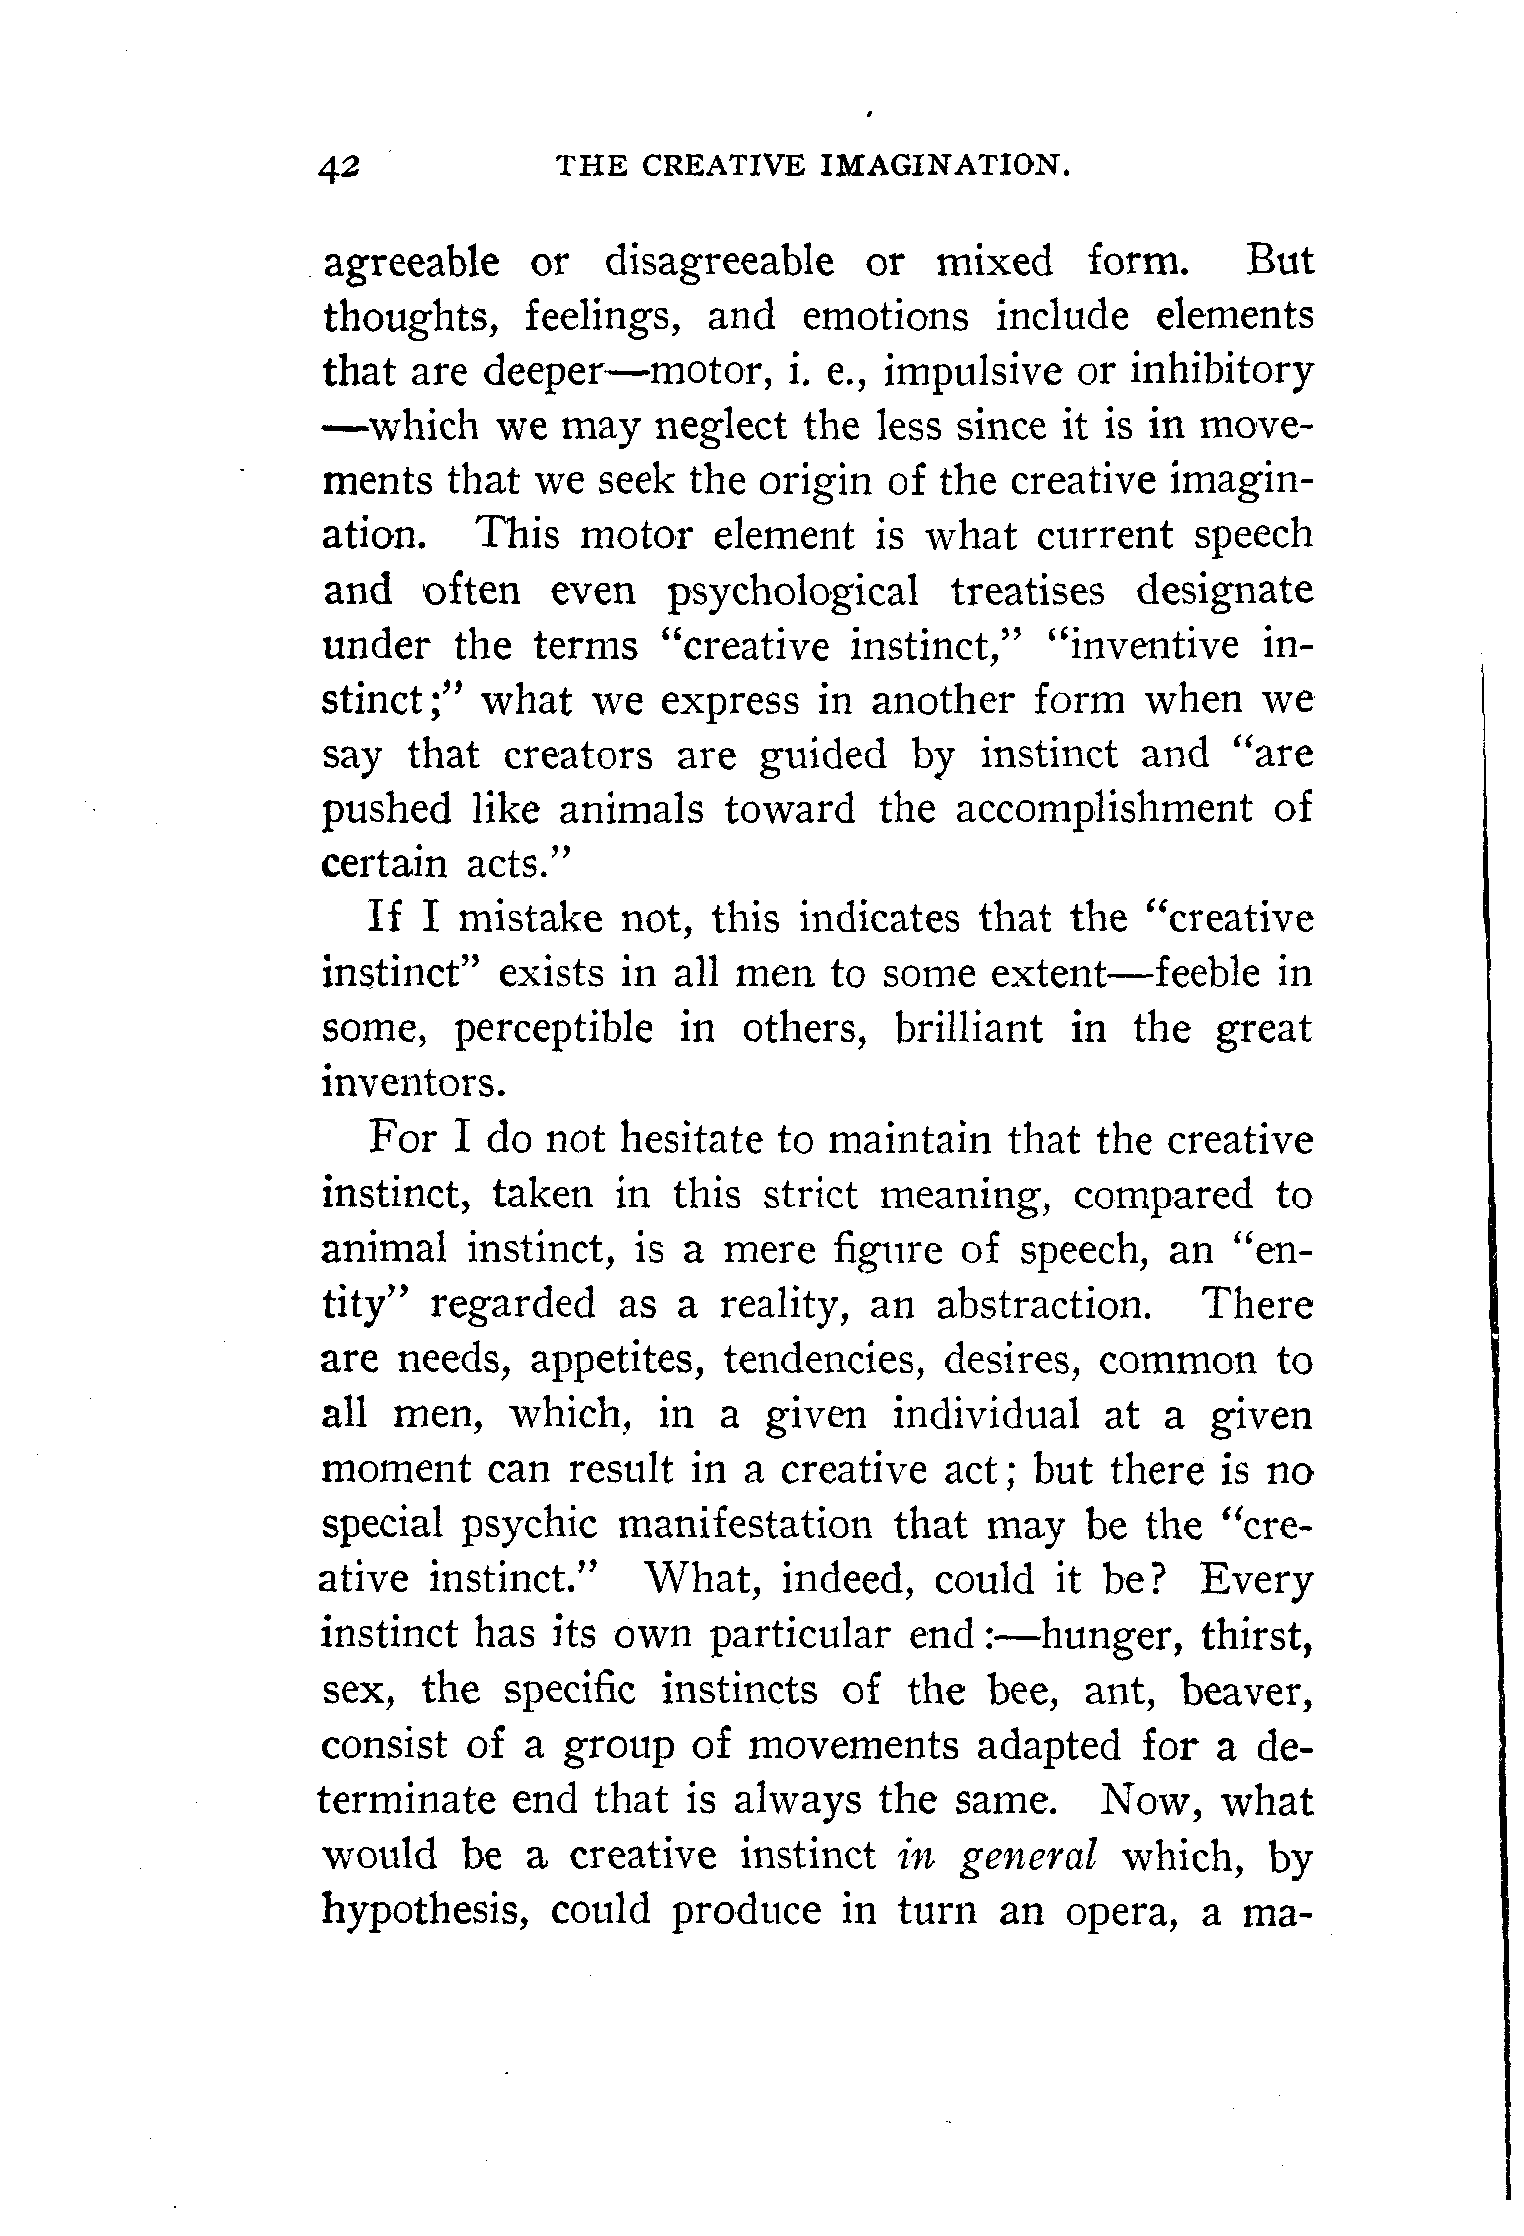 42 THE CREATIVE IMAGINATION.
agreeable or disagreeable or mixed form. But
thoughts, feelings, and emotions include elements
that are deeper—motor, i. e., impulsive or inhibitory
—which we may neglect the less since it is in move-
ments that we seek the origin of the creative imagin-
ation. This motor element is what current speech
and often even psychological treatises designate
under the terms “creative instinct,” “inventive in-
stinct;” what we express in another form when we
say that creators are guided by instinct and “are
pushed like animals toward the accomplishment of
certain acts.”
If I mistake not, this indicates that the “creative
instinct” exists in all men to some extent—feeble in
some, perceptible in others, brilliant in the great
inventors.
For I do not hesitate to maintain that the creative
instinct, taken in this strict meaning, compared to
animal instinct, is a mere figure of speech, an “en-
tity” regarded as a reality, an abstraction. There
are needs, appetites, tendencies, desires, common to
all men, which, in a given individual at a given
moment can result in a creative act; but there is no
special psychic manifestation that may be the “cre-
ative instinct.” What, indeed, could it be? Every
instinct has its own particular end:—hunger, thirst,
sex, the specific instincts of the bee, ant, beaver,
consist of a group of movements adapted for a de-
terminate end that is always the same. Now, what
would be a creative instinct in general which, by
hypothesis, could produce in turn an opera, a ma-